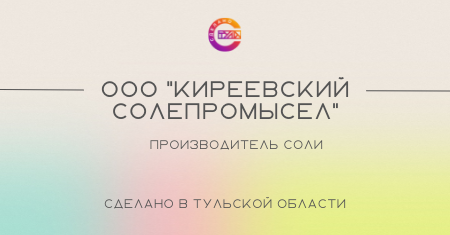 ООО "КИРЕЕВСКИЙ
СОЛЕПРОМЫСЕЛ"
ПРОИЗВОДИТЕЛЬ СОЛИ
СДЕЛАНО В ТУЛЬСКОЙ ОБЛАСТИ